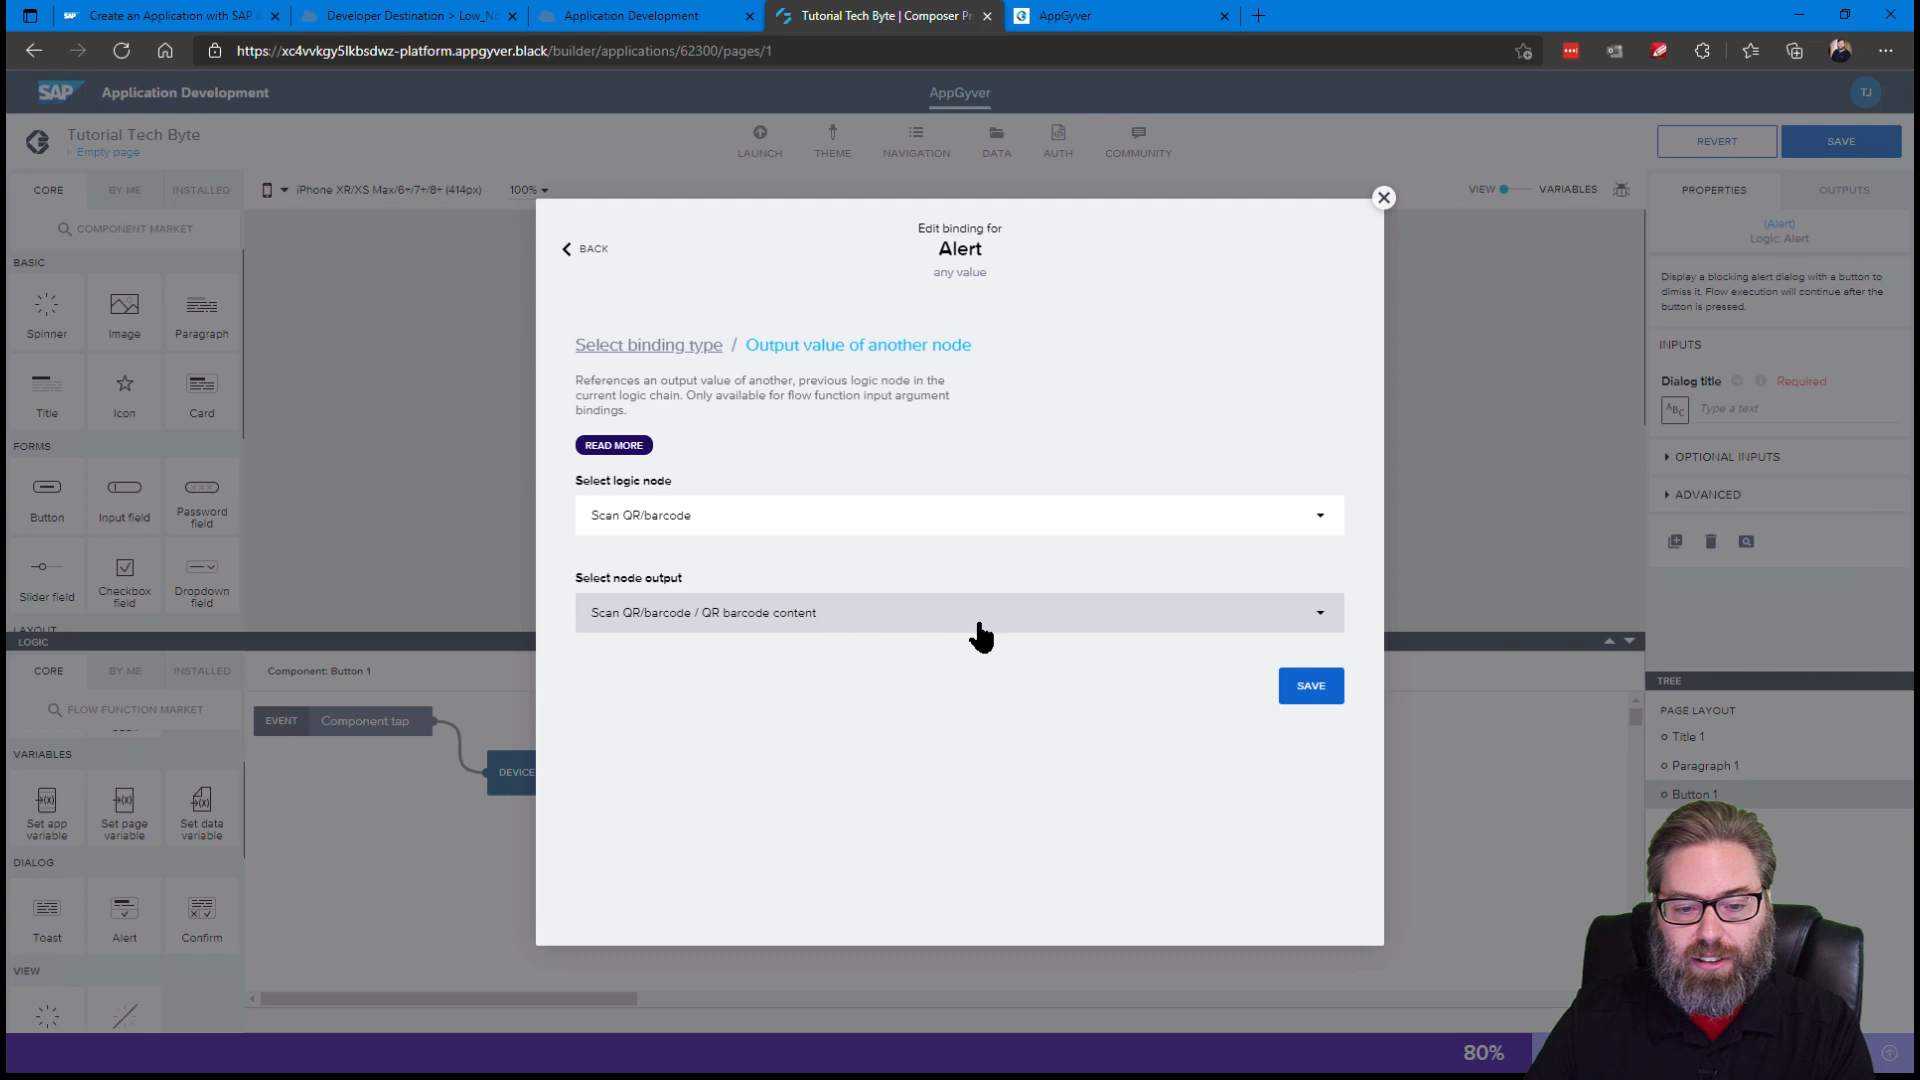 Create an Application with SAP
Developer Destination > Low_No
Application Development
Tutorial Tech Byte | Composer Pr
AppGyver
https://xc4vvkgy5lkbsdwz-platform.appgyver.black/builder/applications/62300/pages/1
SAP
Application Development
AppGyver
TJ
Tutorial Tech Byte
Empty page
LAUNCH
THEME
NAVIGATION
DATA
AUTH
COMMUNITY
REVERT
SAVE
CORE
BY ME
INSTALLED
iPhone XR/XS Max/6+/7+/8+ (414px)
100%
VIEW
VARIABLES
PROPERTIES
OUTPUTS
COMPONENT MARKET
BASIC
Spinner
Image
Paragraph
Title
Icon
Card
FORMS
Button
Input field
Password
field
Slider field
Checkbox
field
Dropdown
field
LAYOUT
Edit binding for
BACK
Alert
any value
Select binding type / Output value of another node
References an output value of another, previous logic node in the
current logic chain. Only available for flow function input argument
bindings.
READ MORE
Select logic node
Scan QR/barcode
Select node output
Scan QR/barcode / QR barcode content
SAVE
(Alert)
Logic: Alert
Display a blocking alert dialog with a button to
dimiss it. Flow execution will continue after the
button is pressed.
INPUTS
Dialog title
Required
ABC
Type a text
OPTIONAL INPUTS
ADVANCED
LOGIC
CORE
BY ME
INSTALLED
Component: Button 1
FLOW FUNCTION MARKET
EVENT
Component tap
DEVICE
VARIABLES
Set app
variable
Set page
variable
Set data
variable
DIALOG
Toast
Alert
Confirm
VIEW
TREE
PAGE LAYOUT
Title 1
Paragraph 1
Button 1
80%